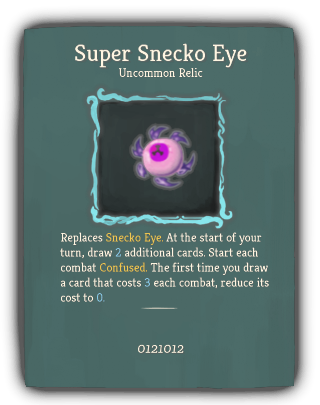 Super Snecko Eye
Uncommon Relic
Replaces Snecko Eye. At the start of your
turn, draw 2 additional cards. Start each
combat Confused. The first time you draw
a card that costs 3 each combat, reduce its
cost to 0.
0121012